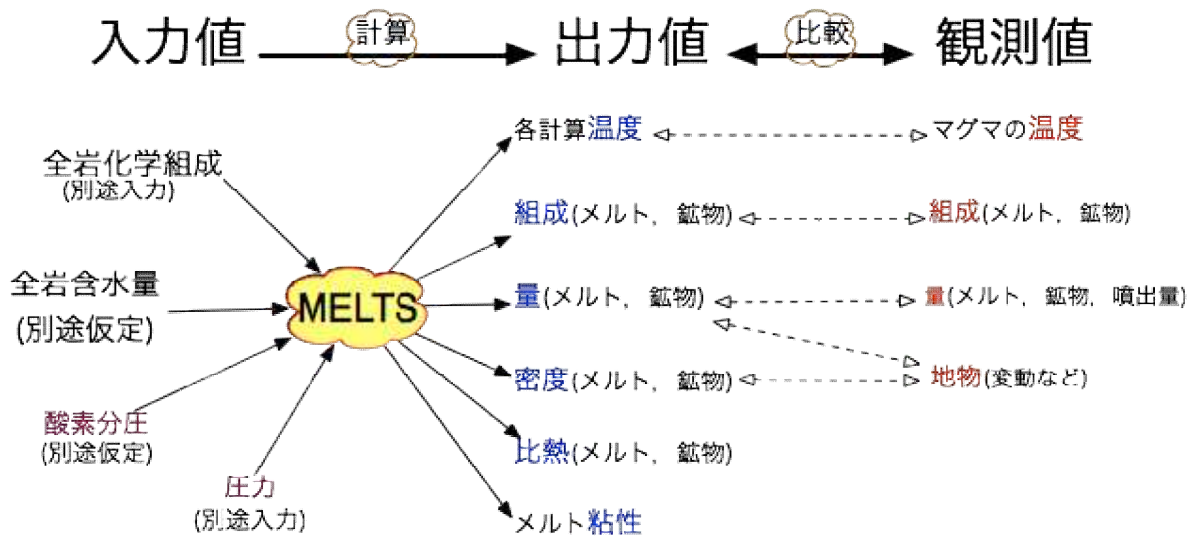 入力値 計算 出力値 比較 観測値
全岩化学組成
(別途入力)
全岩含水量
(別途仮定)
酸素分圧
(別途仮定)
圧力
(別途入力)
MELTS
各計算温度
組成(メルト，鉱物)
量(メルト，鉱物)
密度(メルト，鉱物)
比熱(メルト，鉱物)
メルト粘性
マグマの温度
組成(メルト，鉱物)
量(メルト，鉱物，噴出量)
地物(変動など)